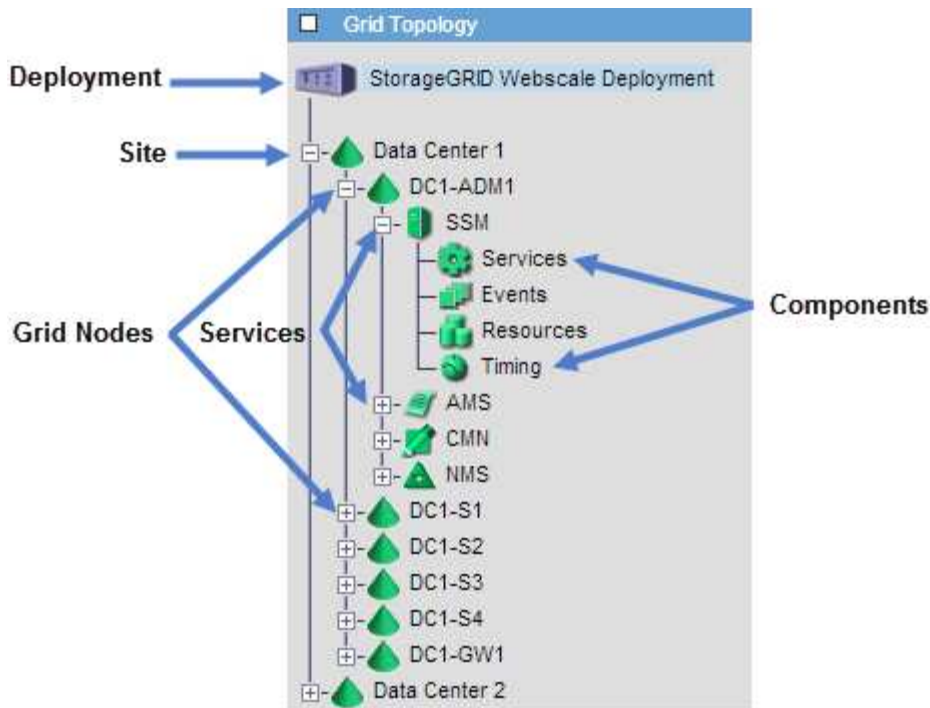 Grid Topology
Deployment
StorageGRID Webscale Deployment
Site
Data Center 1
DC1-ADM1
SSM
Services
Events
Components
Grid Nodes
Services
Resources
Timing
AMS
CMN
NMS
DC1-S1
DC1-S2
DC1-S3
DC1-S4
DC1-GW1
Data Center 2